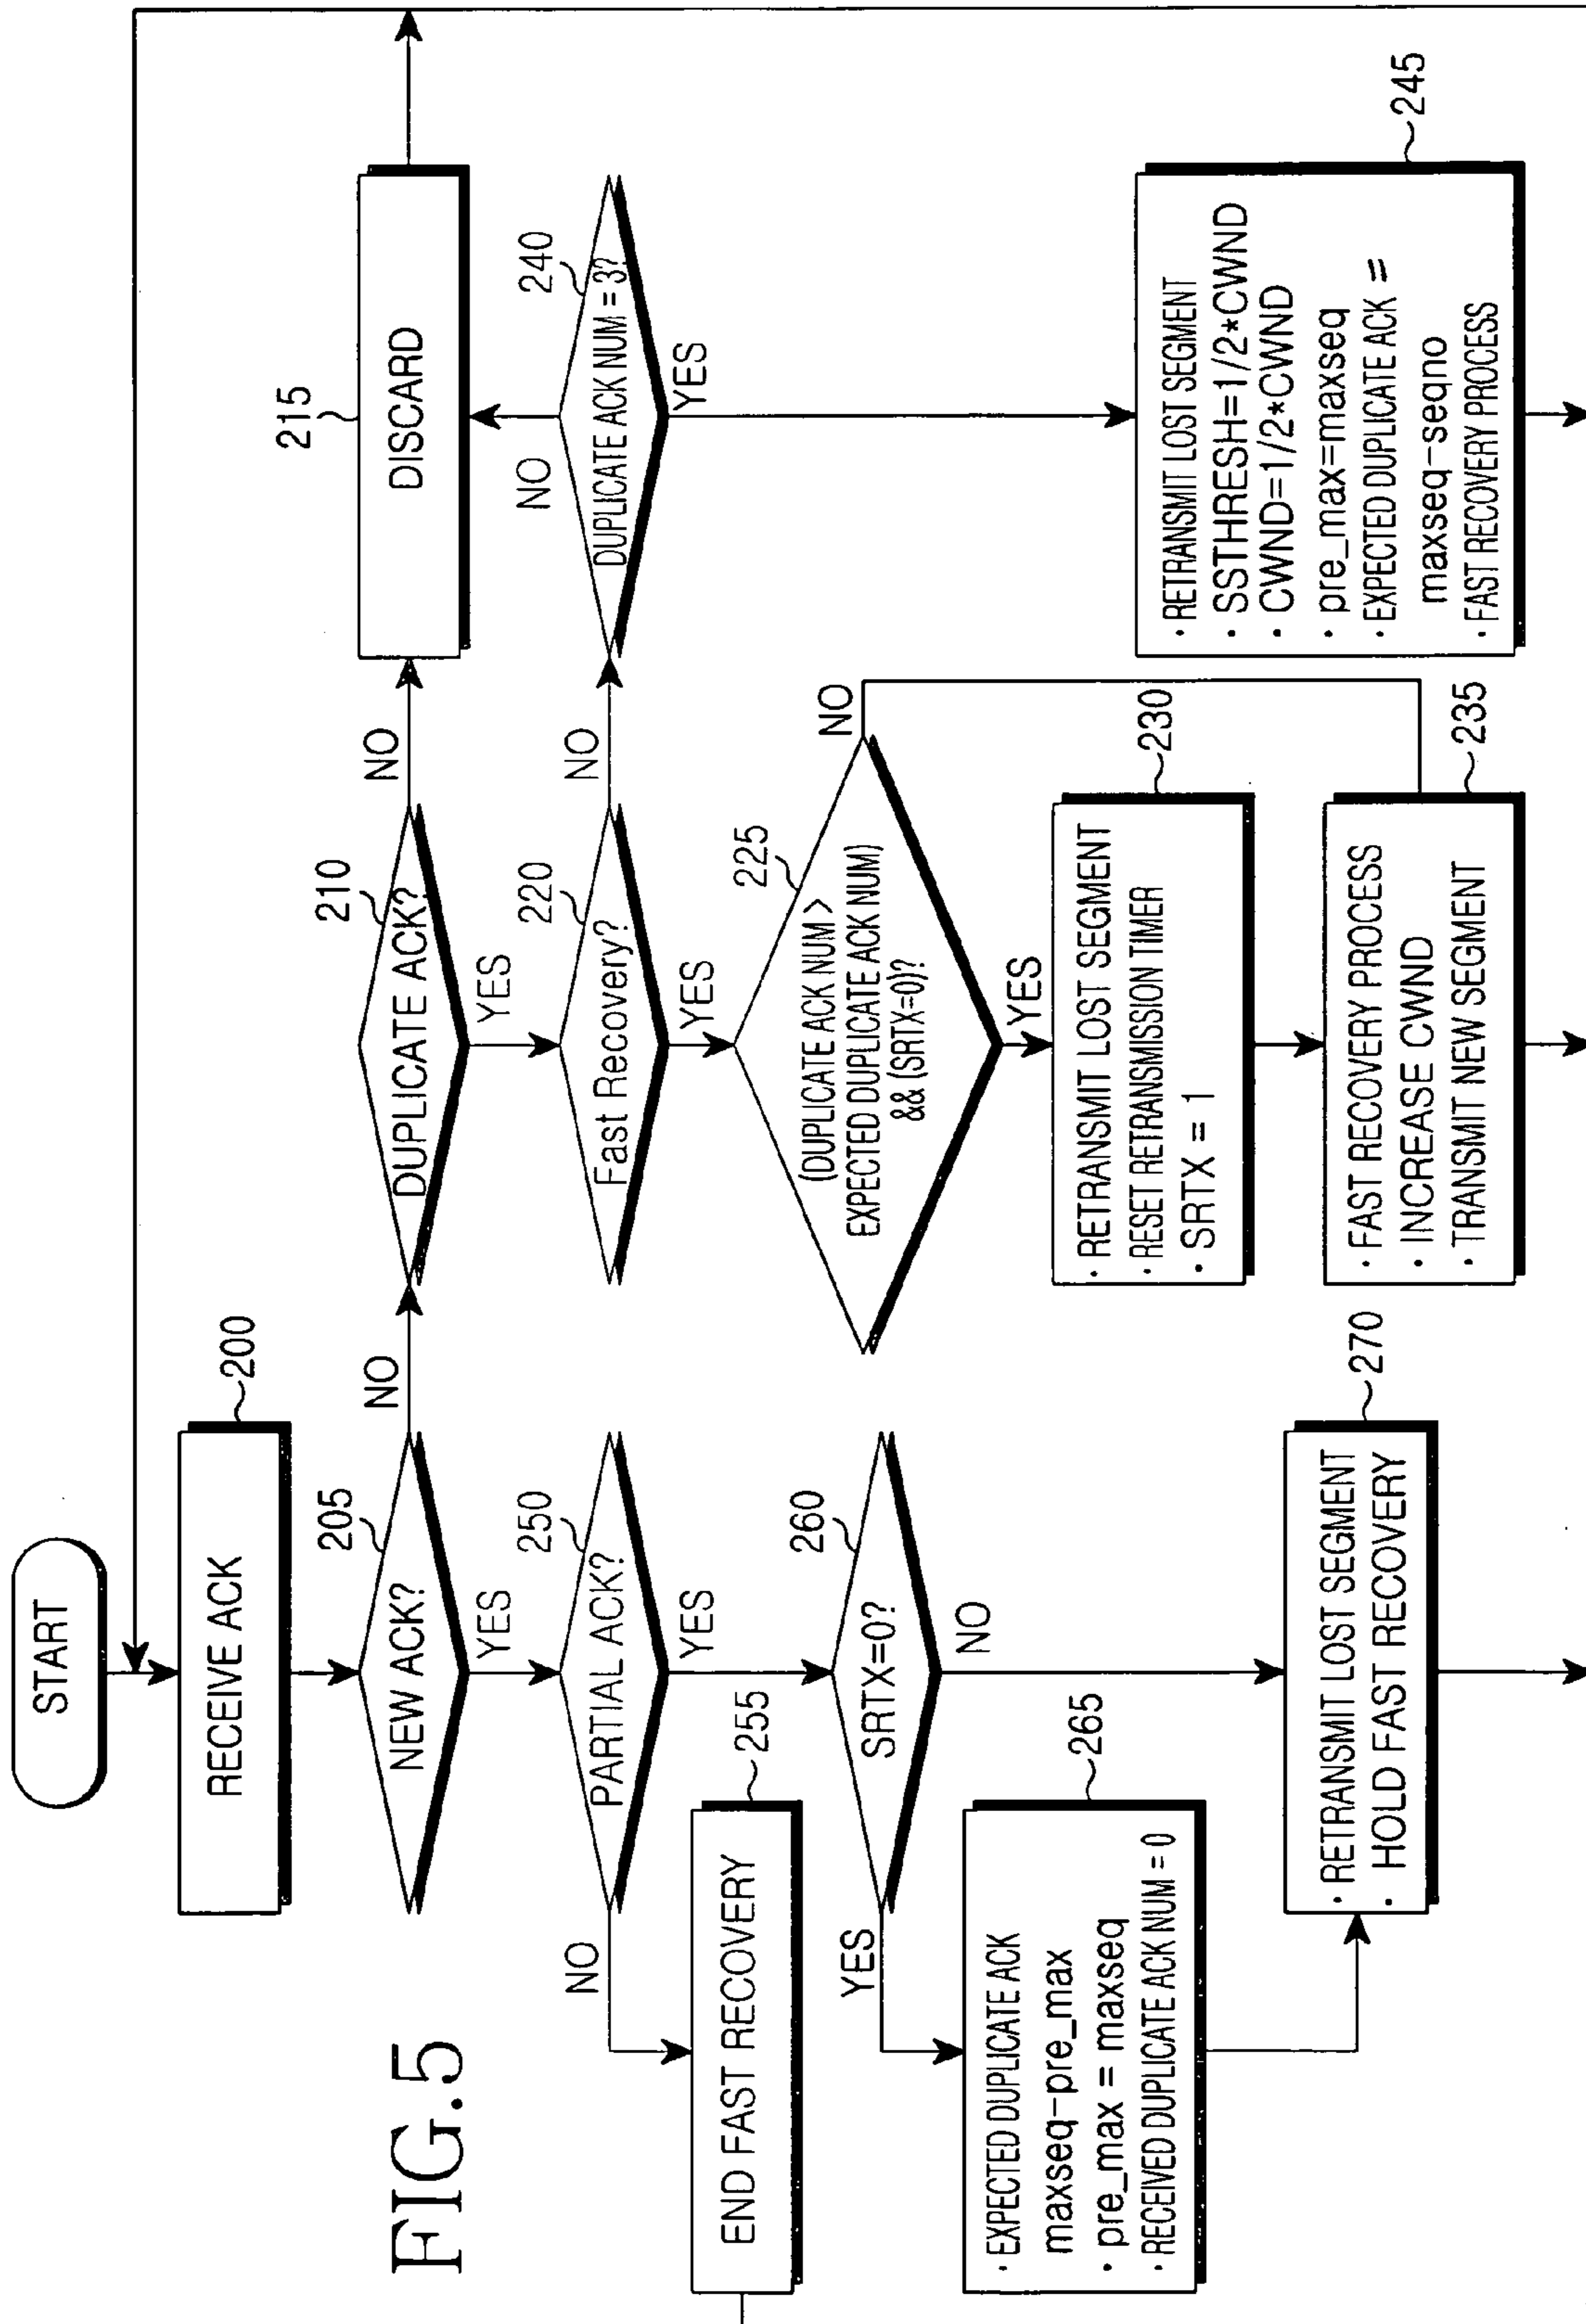 FIG.5
START
RECEIVE ACK
200
NEW ACK?
205
NO
YES
DUPLICATE ACK?
210
NO
YES
DISCARD
215
PARTIAL ACK?
250
NO
YES
END FAST RECOVERY
255
Fast Recovery?
220
NO
YES
DUPLICATE ACK NUM = 3?
240
NO
YES
SRTX=0?
260
YES
NO
(DUPLICATE ACK NUM >
EXPECTED DUPLICATE ACK NUM)
&& (SRTX=0)?
225
NO
YES
· EXPECTED DUPLICATE ACK
maxseq-pre_max
· pre_max = maxseq
· RECEIVED DUPLICATE ACK NUM = 0
265
· RETRANSMIT LOST SEGMENT
· RESET RETRANSMISSION TIMER
· SRTX = 1
230
· RETRANSMIT LOST SEGMENT
· HOLD FAST RECOVERY
270
· FAST RECOVERY PROCESS
· INCREASE CWND
· TRANSMIT NEW SEGMENT
235
· RETRANSMIT LOST SEGMENT
· SSTHRESH=1/2*CWND
· CWND=1/2*CWND
· pre_max=maxseq
· EXPECTED DUPLICATE ACK =
maxseq-seqno
· FAST RECOVERY PROCESS
245